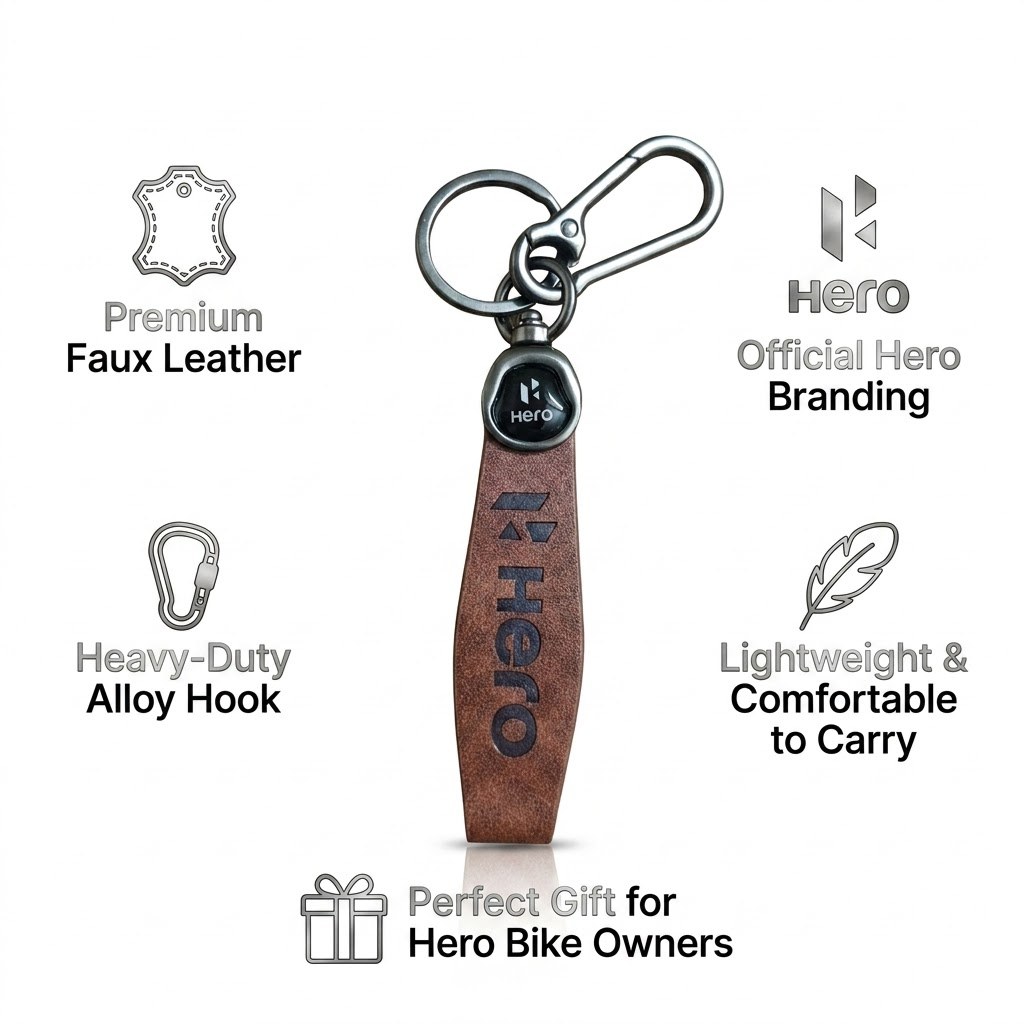 Premium
Faux Leather
Hero
Official Hero
Branding
Hero
Hero
Heavy-Duty
Alloy Hook
Lightweight &
Comfortable
to Carry
Perfect Gift for
Hero Bike Owners